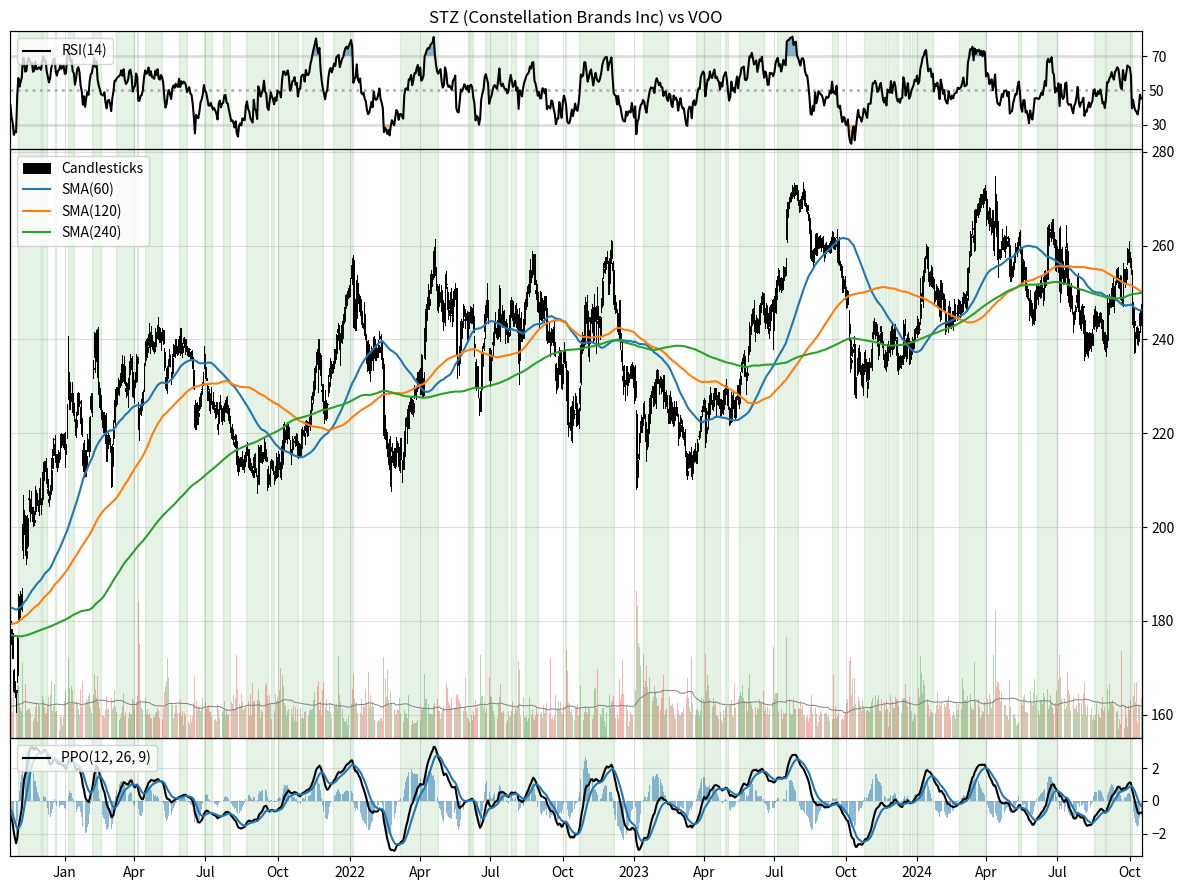 STZ (Constellation Brands Inc) vs VOO
RSI(14)
70
50
30
Candlesticks
SMA(60)
SMA(120)
SMA(240)
280
260
240
220
200
180
160
PPO(12, 26, 9)
2
0
−2
Jan Apr Jul Oct 2022 Apr Jul Oct 2023 Apr Jul Oct 2024 Apr Jul Oct